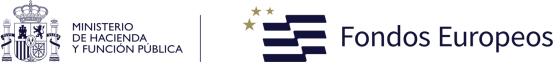 MINISTERIO
DE HACIENDA
Y FUNCIÓN PÚBLICA
Fondos Europeos